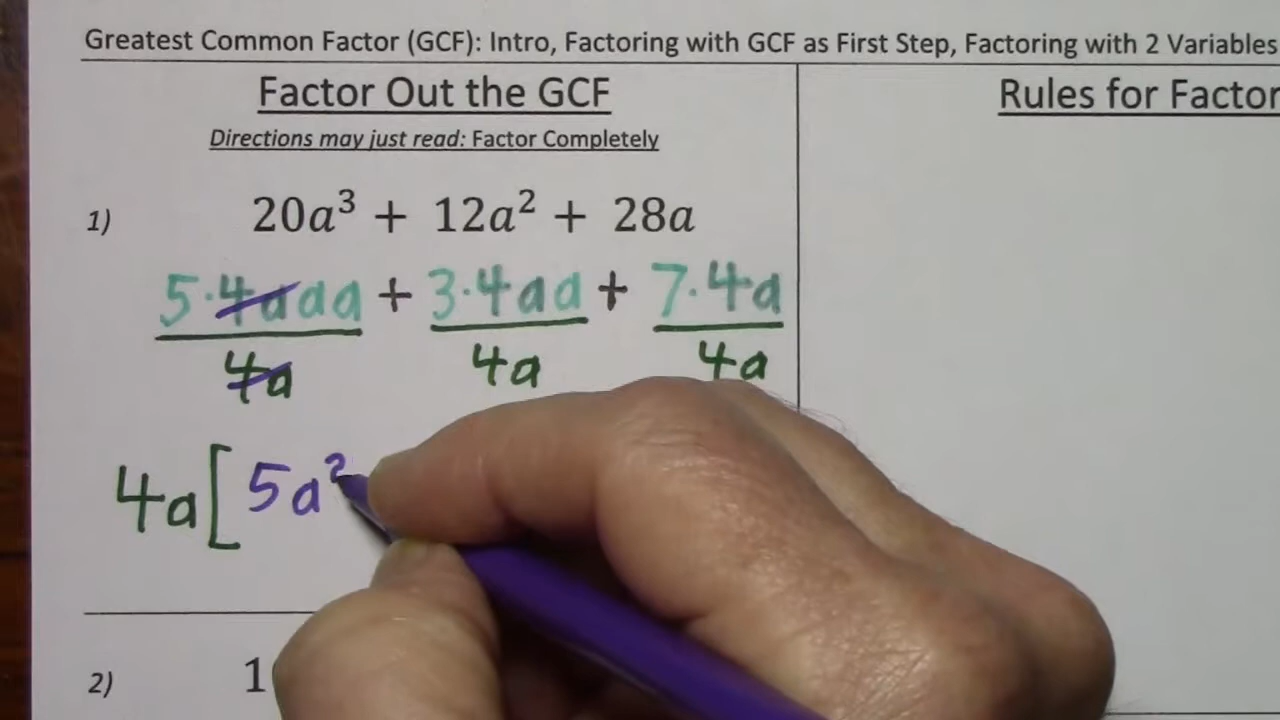 Greatest Common Factor (GCF): Intro, Factoring with GCF as First Step, Factoring with 2 Variables
Factor Out the GCF
Rules for Factor
Directions may just read: Factor Completely
1) 20a³ + 12a² + 28a
5·4aaa + 3·4aa + 7·4a
4a 4a 4a
4a[5a²
2) 1